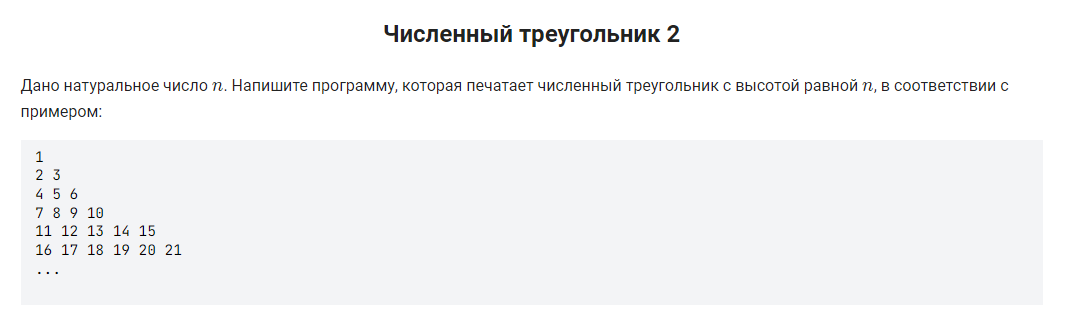 Численный треугольник 2
Дано натуральное число n. Напишите программу, которая печатает численный треугольник с высотой равной n, в соответствии с
примером:
1
2 3
4 5 6
7 8 9 10
11 12 13 14 15
16 17 18 19 20 21
...